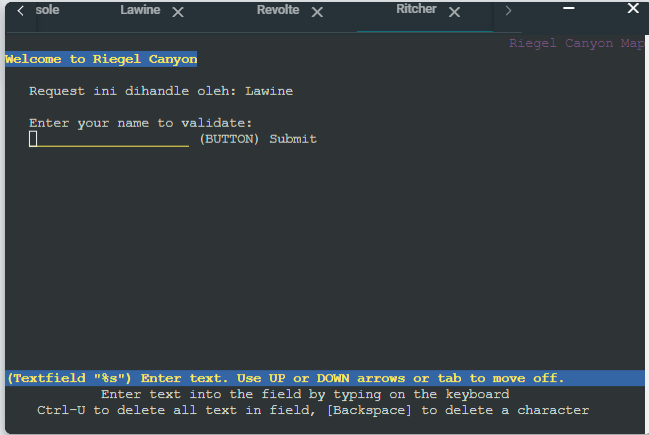 sole Lawine Revolte Ritcher
Riegel Canyon Map
Welcome to Riegel Canyon
Request ini dihandle oleh: Lawine
Enter your name to validate:
(BUTTON) Submit
(Textfield "%s") Enter text. Use UP or DOWN arrows or tab to move off.
Enter text into the field by typing on the keyboard
Ctrl-U to delete all text in field, [Backspace] to delete a character